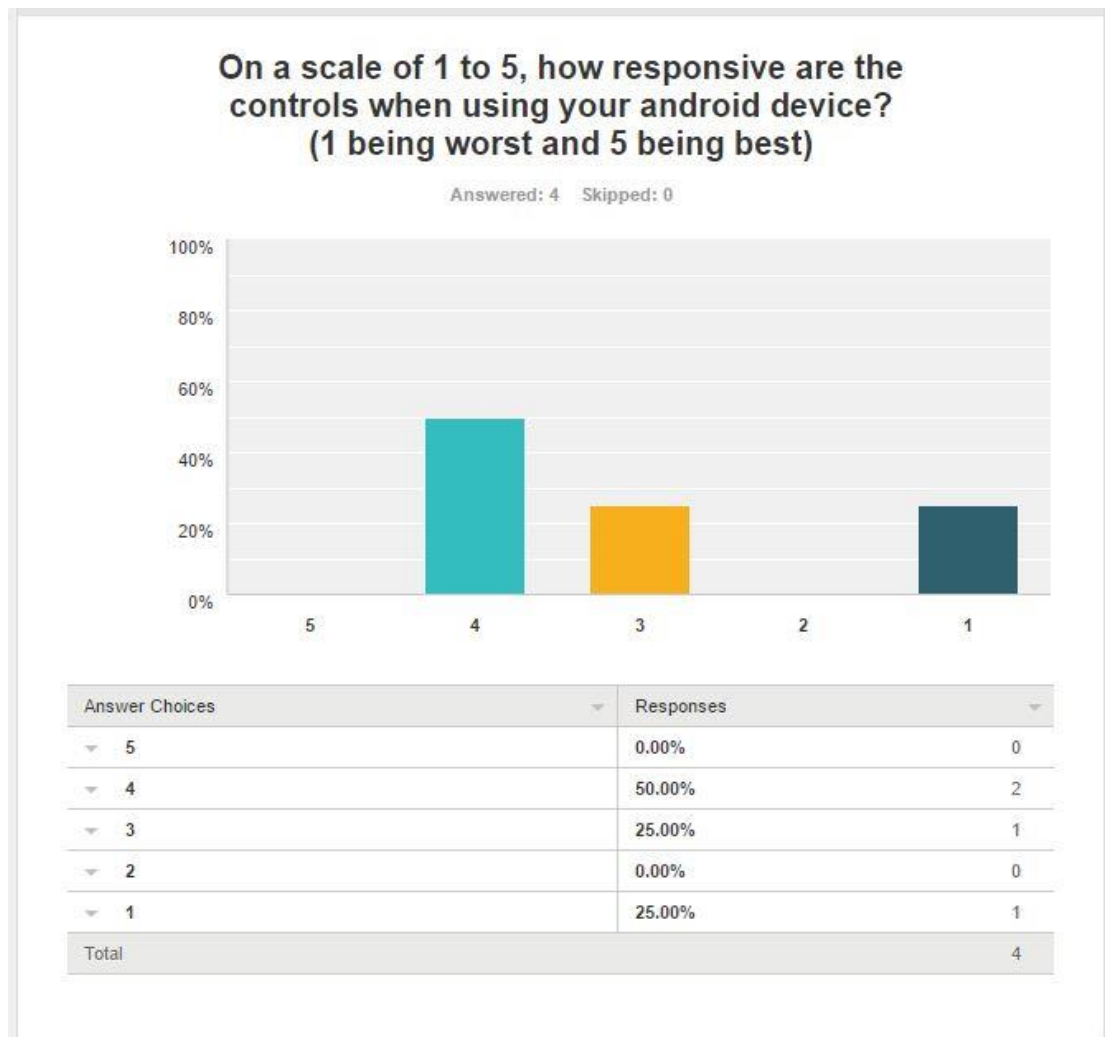 On a scale of 1 to 5, how responsive are the
controls when using your android device?
(1 being worst and 5 being best)
Answered: 4 Skipped: 0
100%
80%
60%
40%
20%
0%
5 4 3 2 1
Answer Choices Responses
5 0.00% 0
4 50.00% 2
3 25.00% 1
2 0.00% 0
1 25.00% 1
Total 4